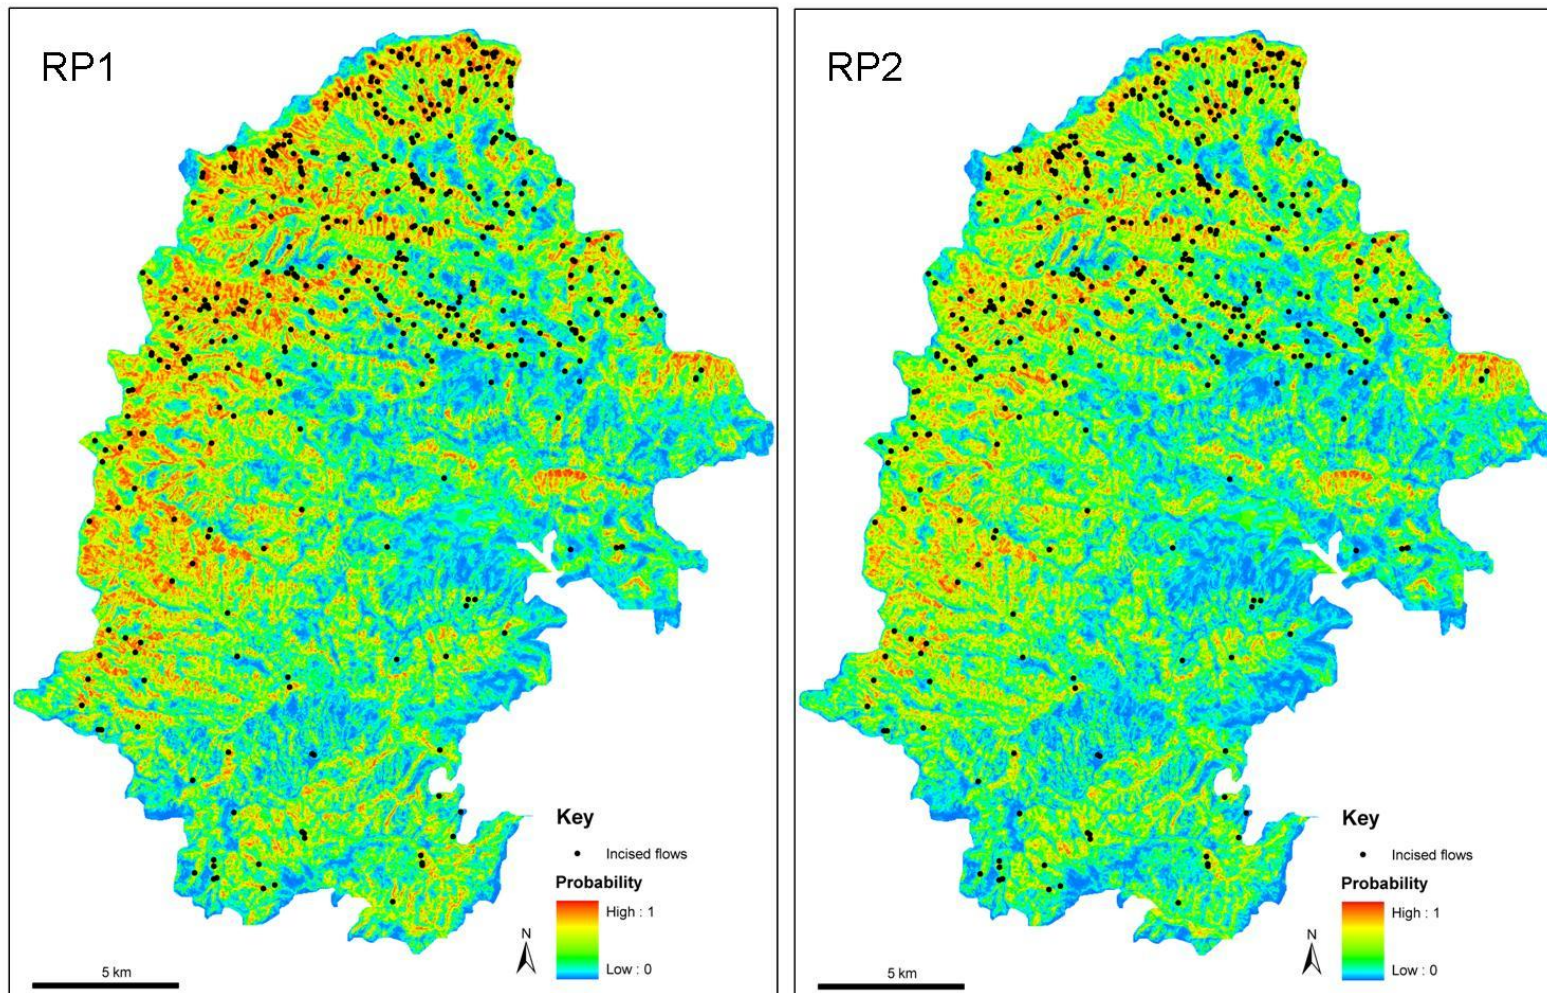 RP1
Key
Incised flows
Probability
High : 1
Low : 0
N
5 km
RP2
Key
Incised flows
Probability
High : 1
Low : 0
N
5 km